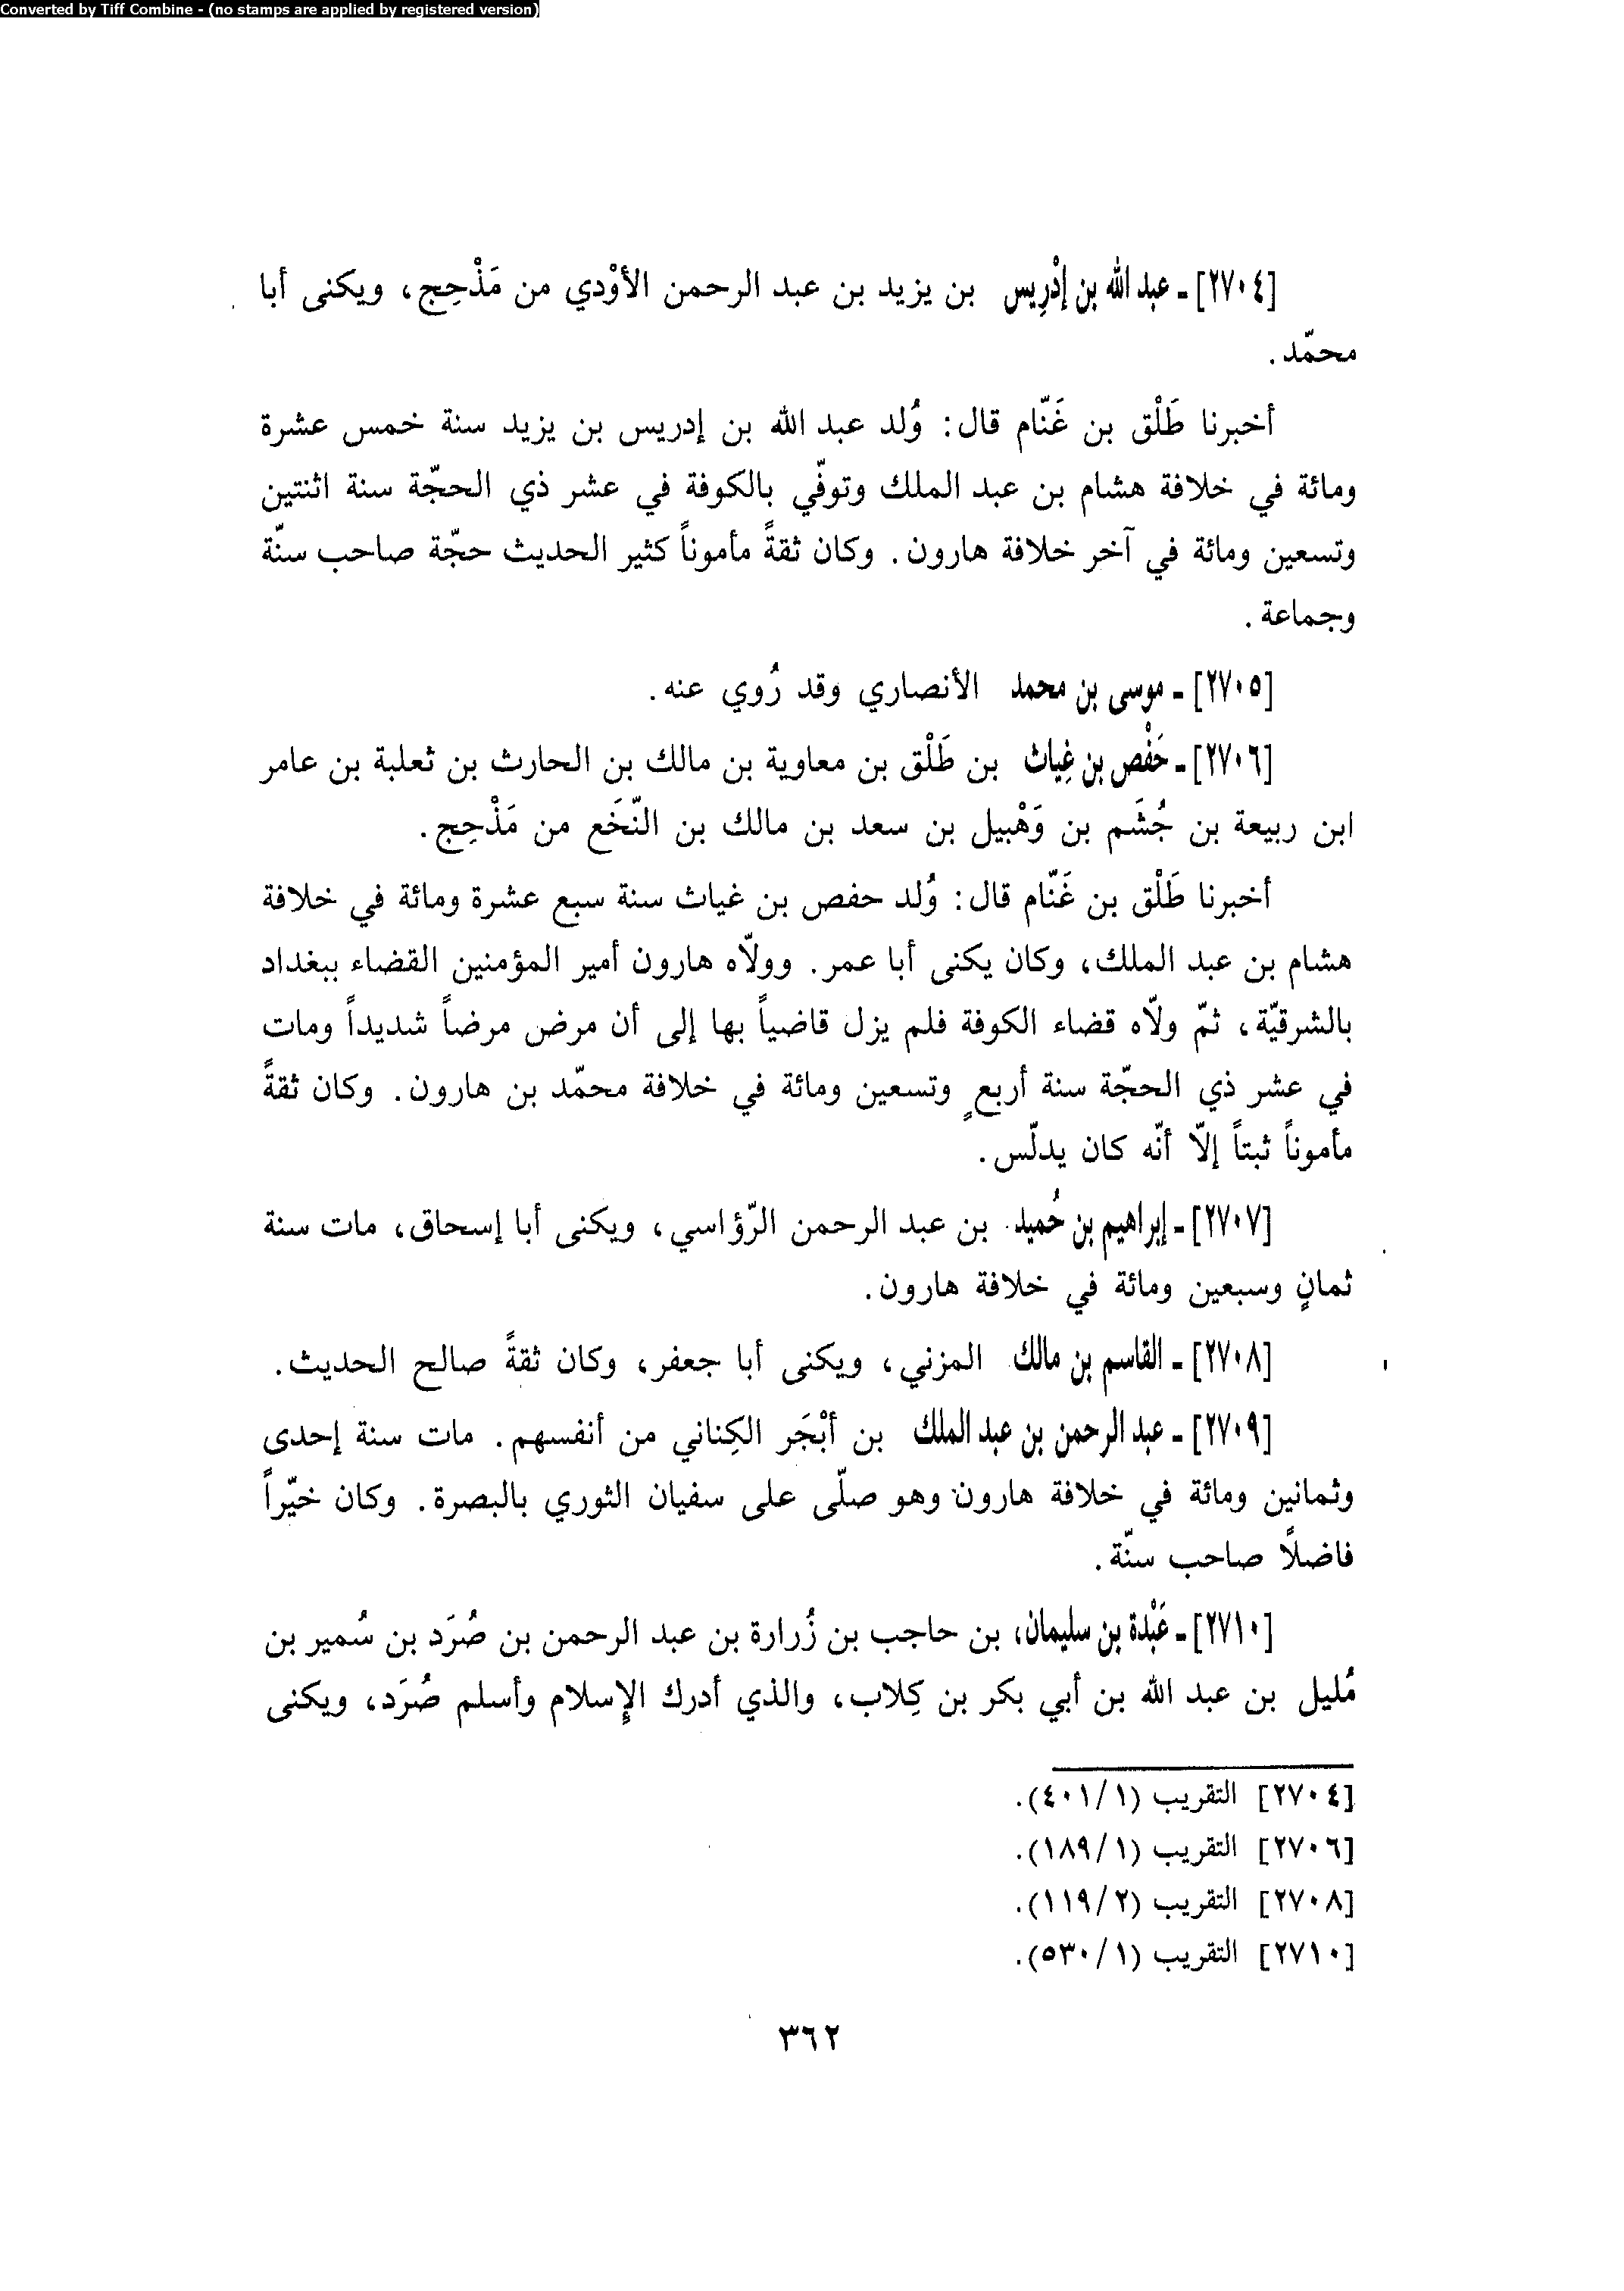 Converted by Tiff Combine - (no stamps are applied by registered version)
[٢٧٠٤] ـ عبد الله بن إدْرِيس بن يزيد بن عبد الرحمن الأوْدي من مَذْحِج، ويكنى أبا
محمّد.
أخبرنا طَلْق بن غَنّام قال: وُلد عبد الله بن إدريس بن يزيد سنة خمس عشرة
ومائة في خلافة هشام بن عبد الملك وتوفّي بالكوفة في عشر ذي الحجّة سنة اثنتين
وتسعين ومائة في آخر خلافة هارون. وكان ثقةً مأموناً كثير الحديث حجّة صاحب سنّة
وجماعة.
[٢٧٠٥] ـ موسى بن محمد الأنصاري وقد رُوي عنه.
[٢٧٠٦] ـ حَفْص بن غِياث بن طَلْق بن معاوية بن مالك بن الحارث بن ثعلبة بن عامر
ابن ربيعة بن جُشَم بن وَهْبيل بن سعد بن مالك بن النّخَع من مَذْحِج.
أخبرنا طَلْق بن غَنّام قال: وُلد حفص بن غياث سنة سبع عشرة ومائة في خلافة
هشام بن عبد الملك، وكان يكنى أبا عمر. وولاّه هارون أمير المؤمنين القضاء ببغداد
بالشرقيّة، ثمّ ولاّه قضاء الكوفة فلم يزل قاضياً بها إلى أن مرض مرضاً شديداً ومات
في عشر ذي الحجّة سنة أربعٍ وتسعين ومائة في خلافة محمّد بن هارون. وكان ثقةً
مأموناً ثبتاً إلاّ أنّه كان يدلّس.
[٢٧٠٧] ـ إبراهيم بن حُميد بن عبد الرحمن الرّؤاسي، ويكنى أبا إسحاق، مات سنة
ثمانٍ وسبعين ومائة في خلافة هارون.
[٢٧٠٨] ـ القاسم بن مالك المزني، ويكنى أبا جعفر، وكان ثقةً صالح الحديث.
[٢٧٠٩] ـ عبد الرحمن بن عبد الملك بن أبْجَر الكِناني من أنفسهم. مات سنة إحدى
وثمانين ومائة في خلافة هارون وهو صلّى على سفيان الثوري بالبصرة. وكان خيّراً
فاضلاً صاحب سنّة.
[٢٧١٠] ـ عَبْدة بن سليمان، بن حاجب بن زُرارة بن عبد الرحمن بن صُرَد بن سُمير بن
مُليل بن عبد الله بن أبي بكر بن كِلاب، والذي أدرك الإسلام وأسلم صُرَد، ويكنى
[٢٧٠٤] التقريب (٤٠١/١).
[٢٧٠٦] التقريب (١٨٩/١).
[٢٧٠٨] التقريب (١١٩/٢).
[٢٧١٠] التقريب (٥٣٠/١).
٣٦٢